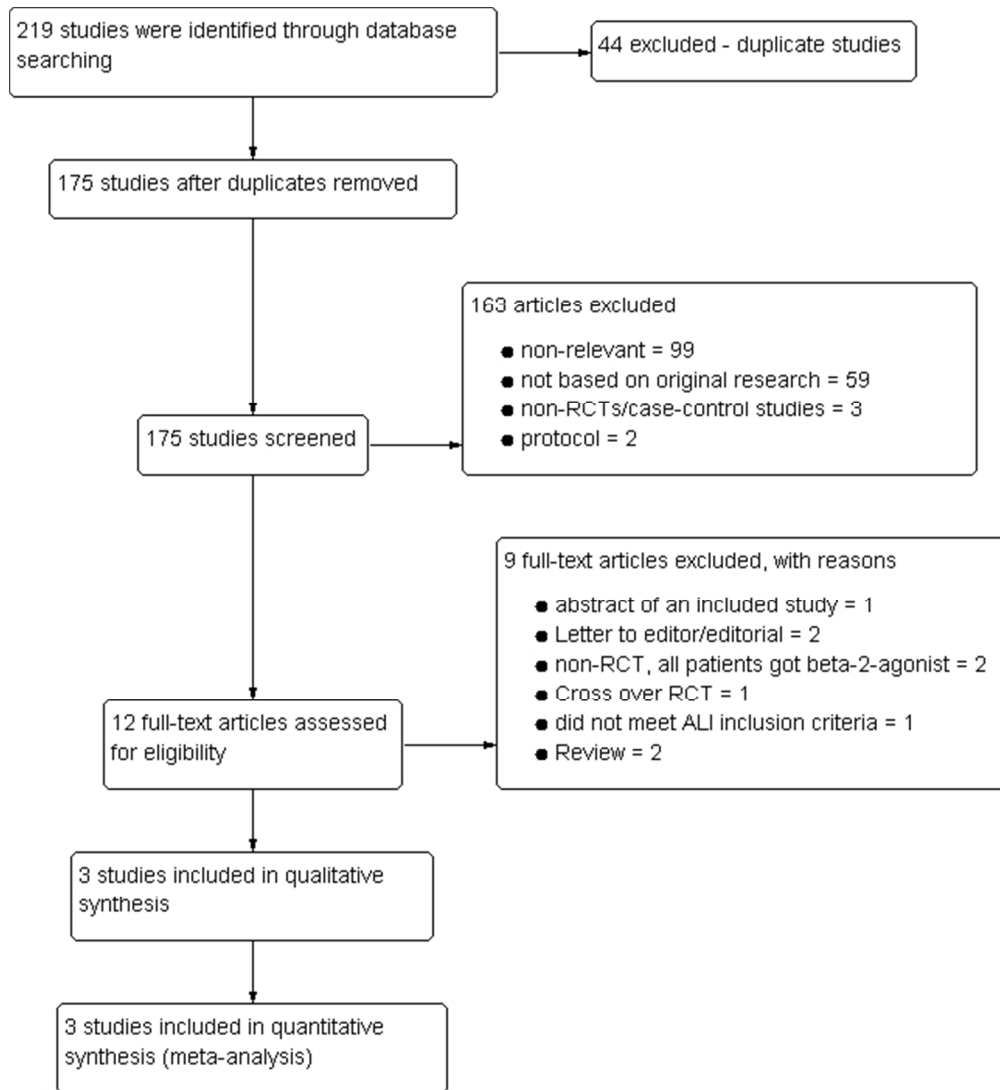 219 studies were identified through database
searching
44 excluded - duplicate studies
175 studies after duplicates removed
163 articles excluded
● non-relevant = 99
● not based on original research = 59
● non-RCTs/case-control studies = 3
● protocol = 2
175 studies screened
9 full-text articles excluded, with reasons
● abstract of an included study = 1
● Letter to editor/editorial = 2
● non-RCT, all patients got beta-2-agonist = 2
● Cross over RCT = 1
● did not meet ALI inclusion criteria = 1
● Review = 2
12 full-text articles assessed
for eligibility
3 studies included in qualitative
synthesis
3 studies included in quantitative
synthesis (meta-analysis)